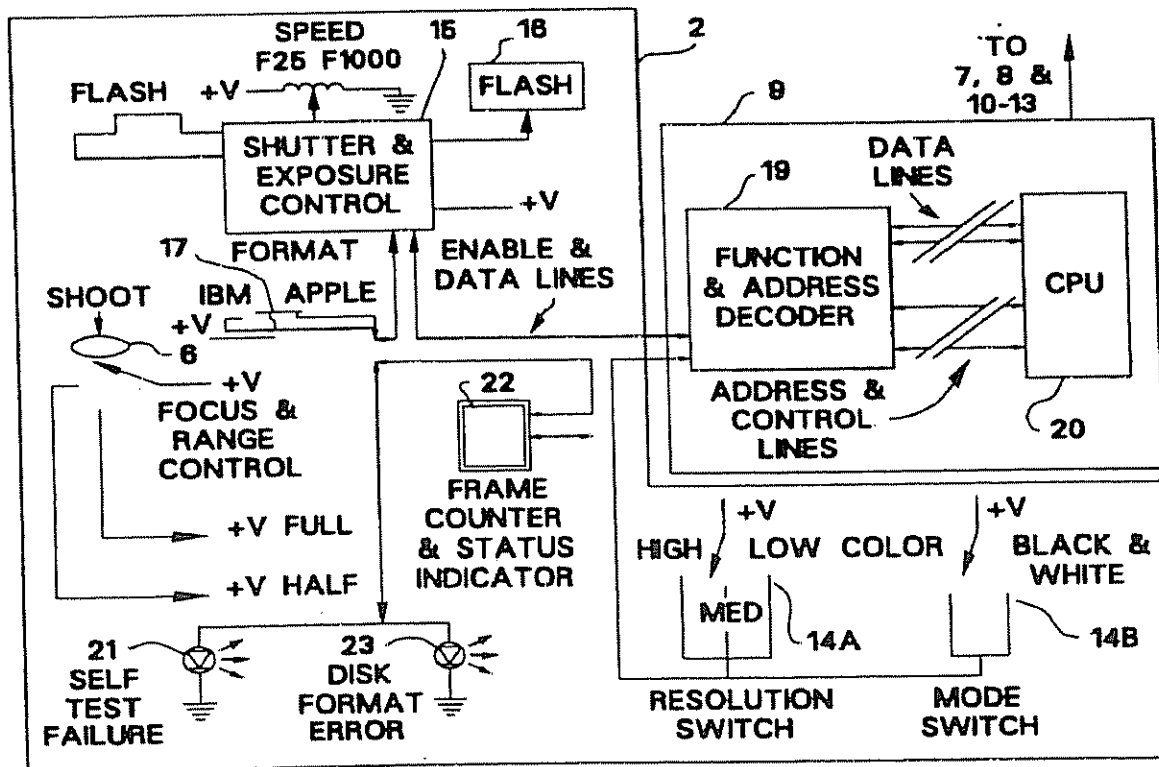 SPEED
F25 F1000
15
16
2
TO
7, 8 &
10-13
FLASH
+V
FLASH
9
SHUTTER &
EXPOSURE
CONTROL
+V
DATA
LINES
19
17
FORMAT
ENABLE &
DATA LINES
FUNCTION
& ADDRESS
DECODER
CPU
SHOOT
IBM APPLE
+V
6
+V
FOCUS &
RANGE
CONTROL
22
ADDRESS &
CONTROL
LINES
20
FRAME
COUNTER
& STATUS
INDICATOR
+V FULL
+V HALF
+V
HIGH
LOW COLOR
MED
14A
+V
BLACK &
WHITE
14B
21
SELF
TEST
FAILURE
23
DISK
FORMAT
ERROR
RESOLUTION
SWITCH
MODE
SWITCH